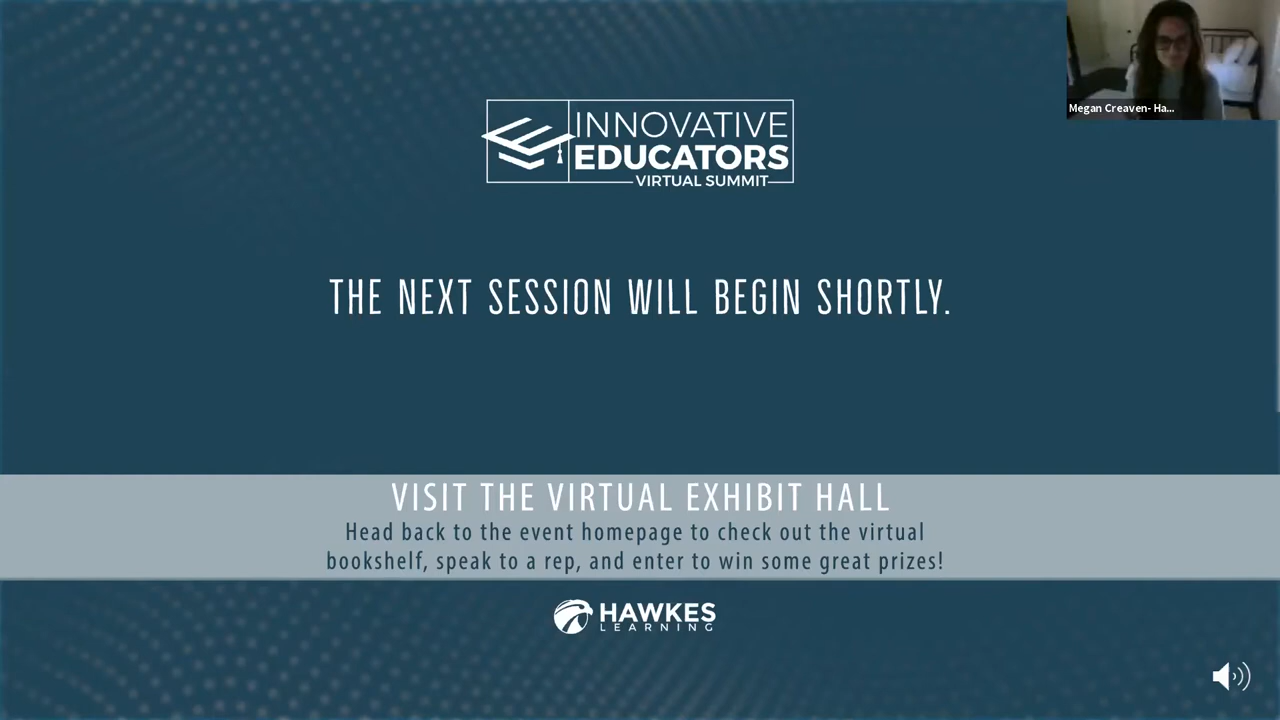 Megan Creaven- Ha...
INNOVATIVE
EDUCATORS
VIRTUAL SUMMIT
THE NEXT SESSION WILL BEGIN SHORTLY.
VISIT THE VIRTUAL EXHIBIT HALL
Head back to the event homepage to check out the virtual
bookshelf, speak to a rep, and enter to win some great prizes!
HAWKES
LEARNING